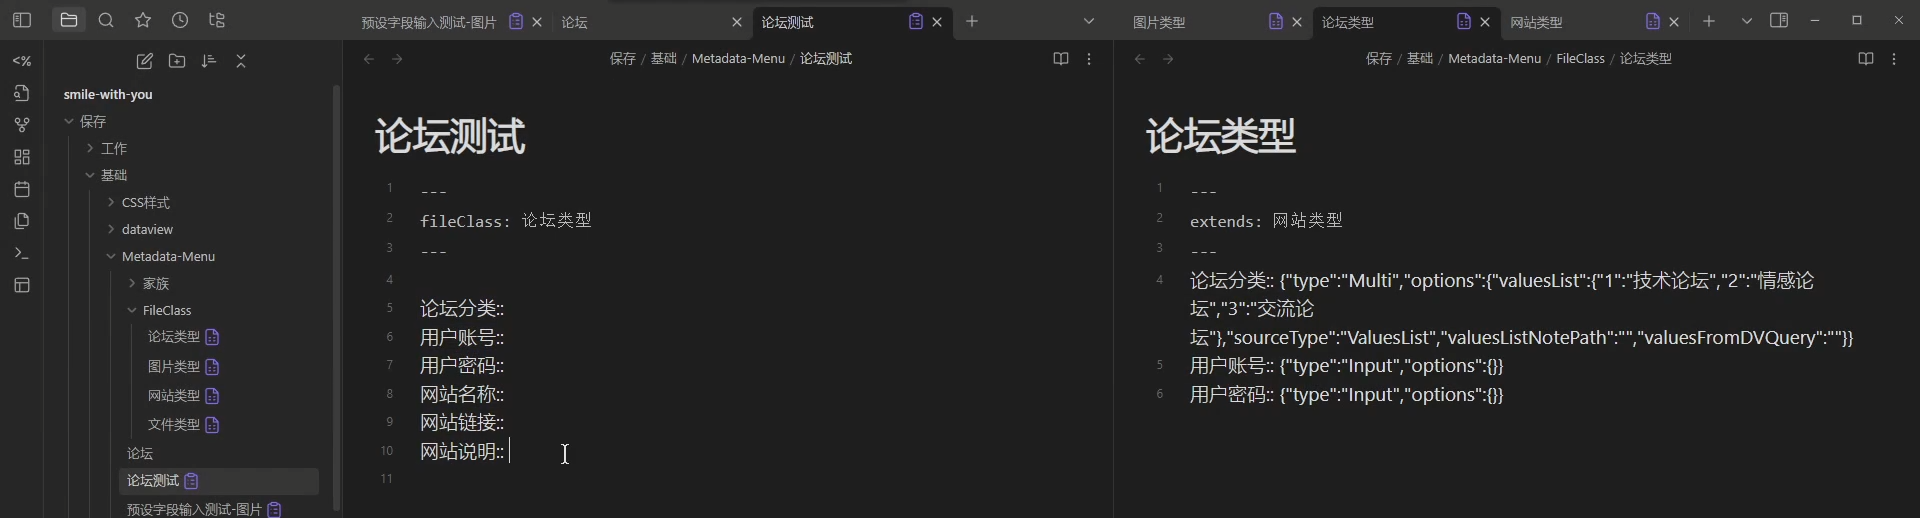 预设字段输入测试-图片
论坛
论坛测试
图片类型
论坛类型
网站类型
保存 / 基础 / Metadata-Menu / 论坛测试
保存 / 基础 / Metadata-Menu / FileClass / 论坛类型
smile-with-you
保存
工作
基础
CSS样式
dataview
Metadata-Menu
家族
FileClass
论坛类型
图片类型
网站类型
文件类型
论坛
论坛测试
预设字段输入测试-图片
论坛测试
1 ---
2 fileClass: 论坛类型
3 ---
4
5 论坛分类::
6 用户账号::
7 用户密码::
8 网站名称::
9 网站链接::
10 网站说明::
11
论坛类型
1 ---
2 extends: 网站类型
3 ---
4 论坛分类:: {"type":"Multi","options":{"valuesList":{"1":"技术论坛","2":"情感论
坛","3":"交流论
坛"},"sourceType":"ValuesList","valuesListNotePath":"","valuesFromDVQuery":""}}
5 用户账号:: {"type":"Input","options":{}}
6 用户密码:: {"type":"Input","options":{}}